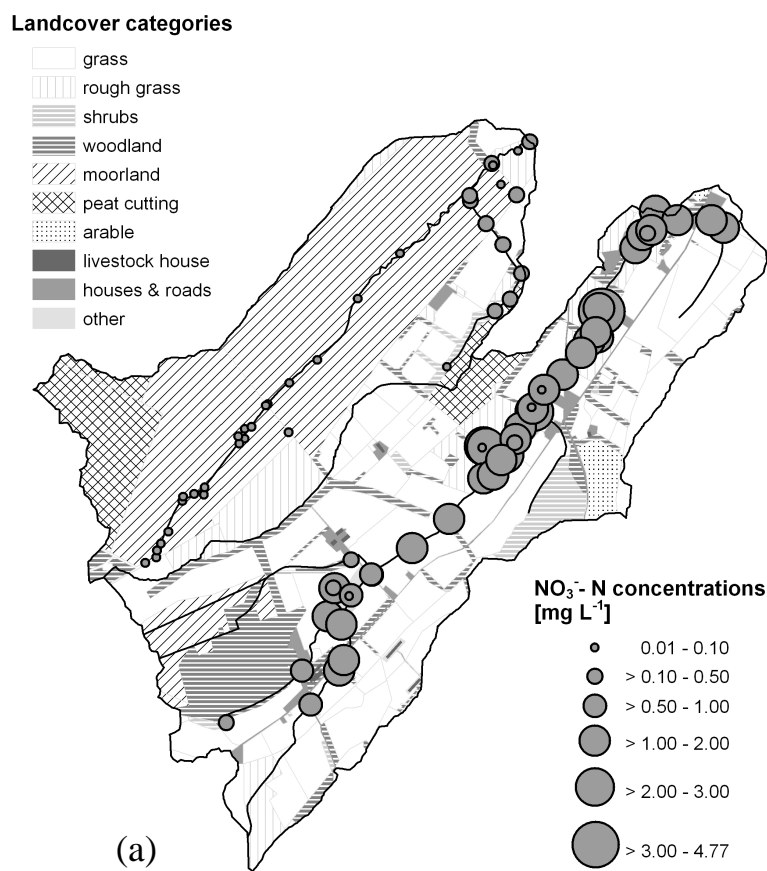 Landcover categories
grass
rough grass
shrubs
woodland
moorland
peat cutting
arable
livestock house
houses & roads
other
NO₃⁻- N concentrations
[mg L⁻¹]
0.01 - 0.10
> 0.10 - 0.50
> 0.50 - 1.00
> 1.00 - 2.00
> 2.00 - 3.00
> 3.00 - 4.77
(a)